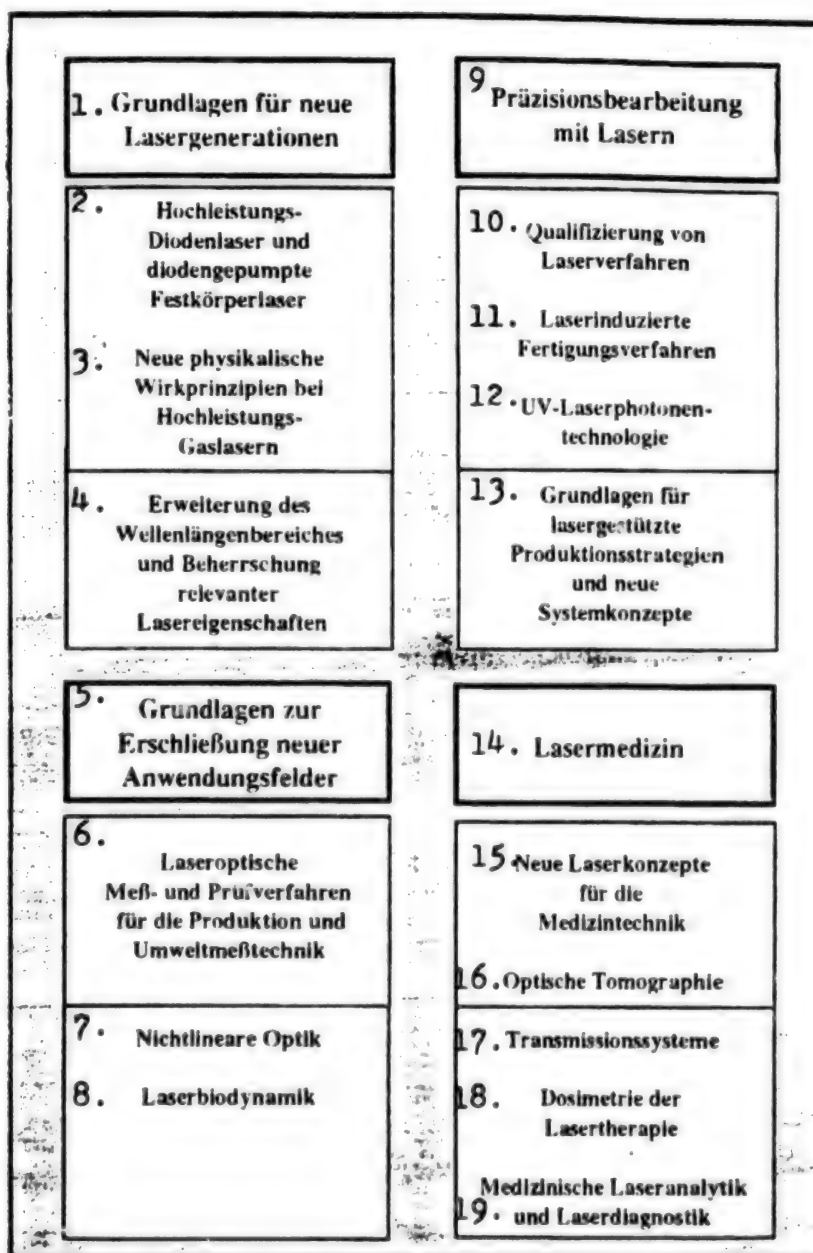 1. Grundlagen für neue
Lasergenerationen
2. Hochleistungs-
Diodenlaser und
diodengepumpte
Festkörperlaser
3. Neue physikalische
Wirkprinzipien bei
Hochleistungs-
Gaslasern
4. Erweiterung des
Wellenlängenbereiches
und Beherrschung
relevanter
Lasereigenschaften
5. Grundlagen zur
Erschließung neuer
Anwendungsfelder
6.
Laseroptische
Meß- und Prüfverfahren
für die Produktion und
Umweltmeßtechnik
7. Nichtlineare Optik
8. Laserbiodynamik
9 Präzisionsbearbeitung
mit Lasern
10. Qualifizierung von
Laserverfahren
11. Laserinduzierte
Fertigungsverfahren
12. UV-Laserphotonen-
technologie
13. Grundlagen für
lasergestützte
Produktionsstrategien
und neue
Systemkonzepte
14. Lasermedizin
15. Neue Laserkonzepte
für die
Medizintechnik
16. Optische Tomographie
17. Transmissionssysteme
18. Dosimetrie der
Lasertherapie
Medizinische Laseranalytik
19. und Laserdiagnostik